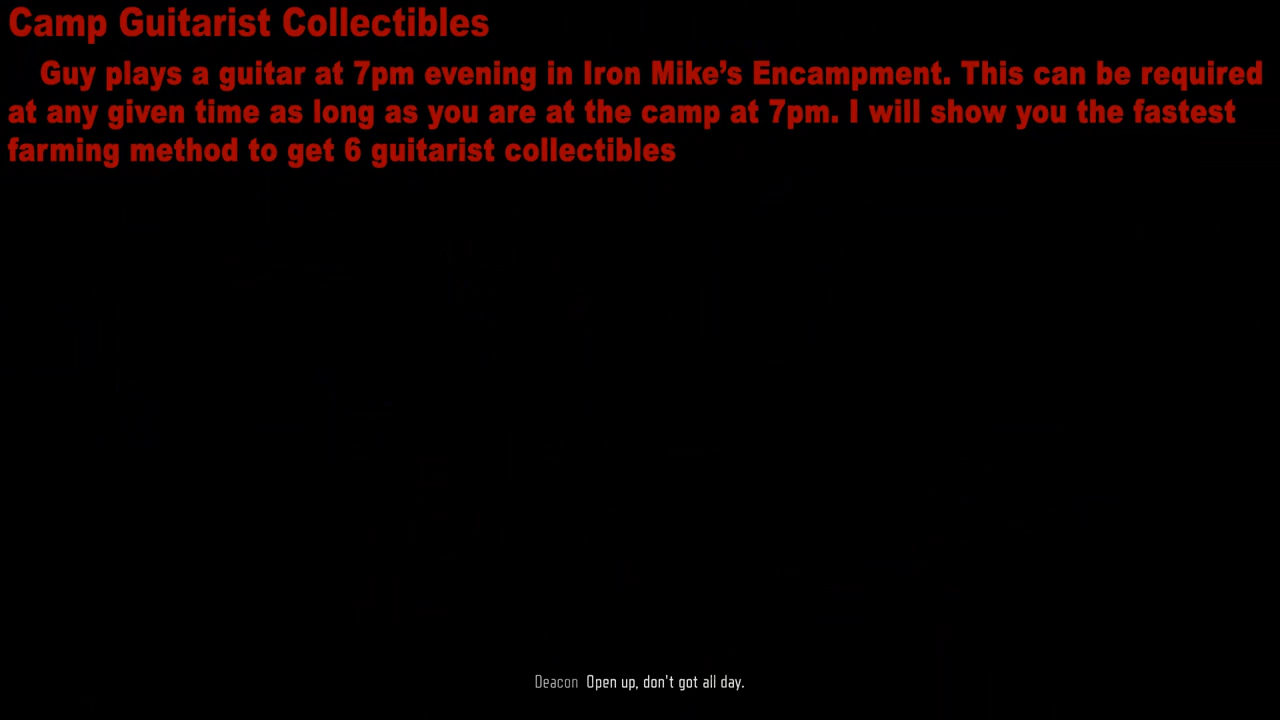 Camp Guitarist Collectibles
Guy plays a guitar at 7pm evening in Iron Mike’s Encampment. This can be required
at any given time as long as you are at the camp at 7pm. I will show you the fastest
farming method to get 6 guitarist collectibles
Deacon Open up, don't got all day.